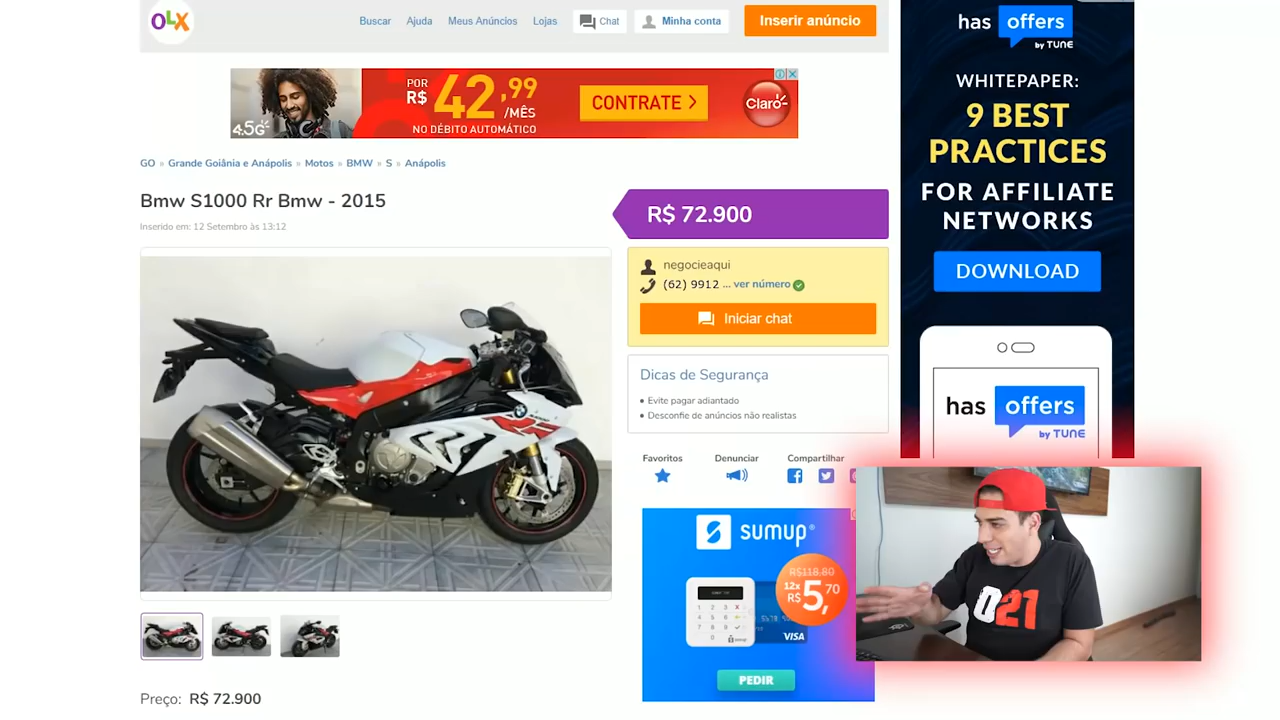 OLX
Buscar
Ajuda
Meus Anúncios
Lojas
Chat
Minha conta
Inserir anúncio
4.5G
POR
R$ 42,99
/MÊS
NO DÉBITO AUTOMÁTICO
CONTRATE >
Claro
GO » Grande Goiânia e Anápolis » Motos » BMW » S » Anápolis
Bmw S1000 Rr Bmw - 2015
Inserido em: 12 Setembro às 13:12
R$ 72.900
negocieaqui
(62) 9912 ... ver número
Iniciar chat
Dicas de Segurança
• Evite pagar adiantado
• Desconfie de anúncios não realistas
Favoritos
Denunciar
Compartilhar
sumup®
R$118,80
12x
R$ 5,70
VISA
PEDIR
Preço: R$ 72.900
has offers
by TUNE
WHITEPAPER:
9 BEST
PRACTICES
FOR AFFILIATE
NETWORKS
DOWNLOAD
has offers
by TUNE
021